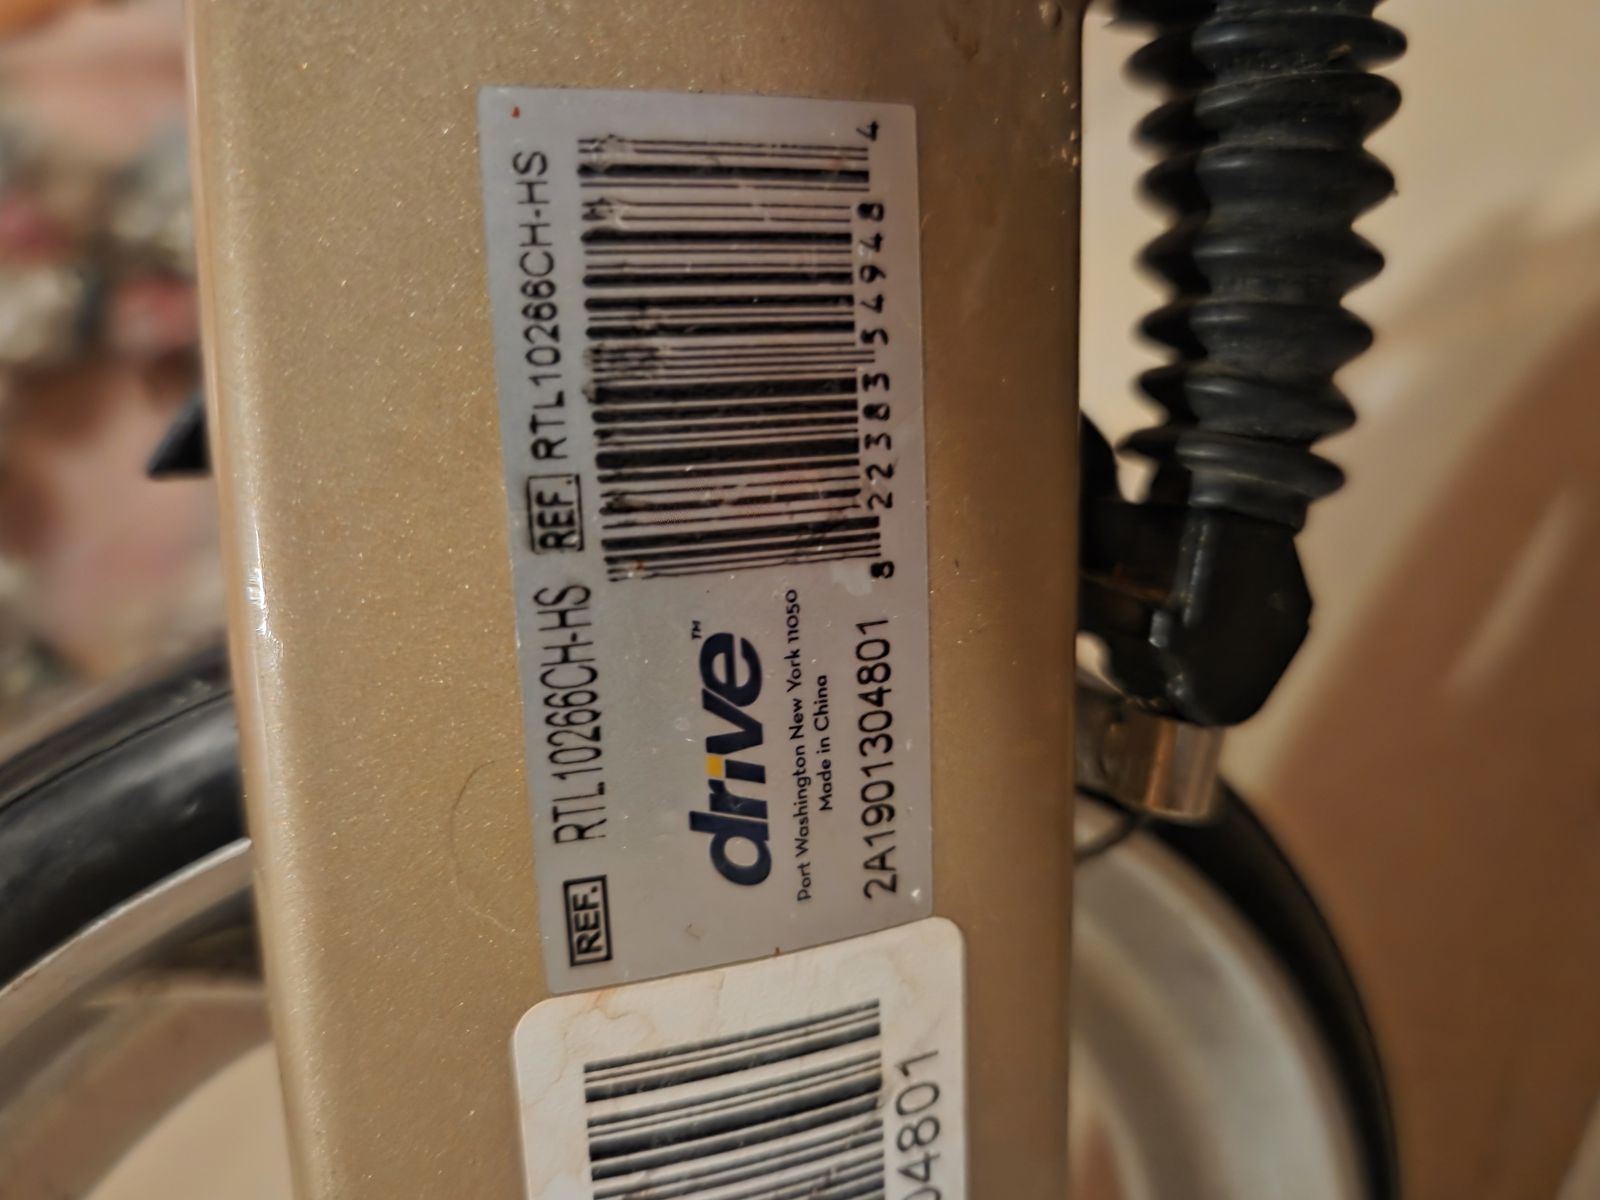 REF. RTL10266CH-HS REF. RTL10266CH-HS
drive™
Port Washington New York 11050
Made in China
2A1901304801
8 22383 54948 4
04801